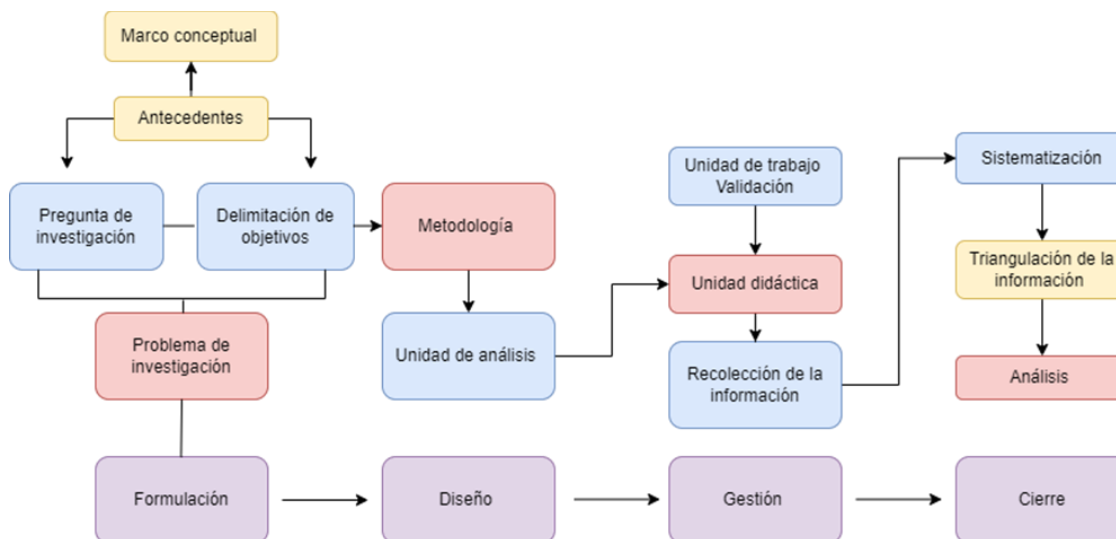 Marco conceptual
Antecedentes
Pregunta de
investigación
Delimitación de
objetivos
Metodología
Problema de
investigación
Unidad de análisis
Unidad de trabajo
Validación
Unidad didáctica
Recolección de la
información
Sistematización
Triangulación de la
información
Análisis
Formulación
Diseño
Gestión
Cierre